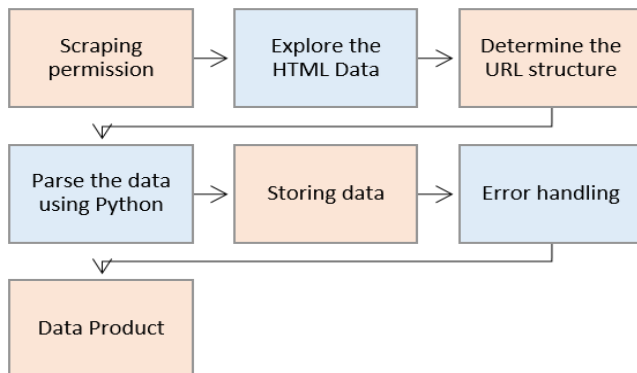 Scraping
permission
Explore the
HTML Data
Determine the
URL structure
Parse the data
using Python
Storing data
Error handling
Data Product